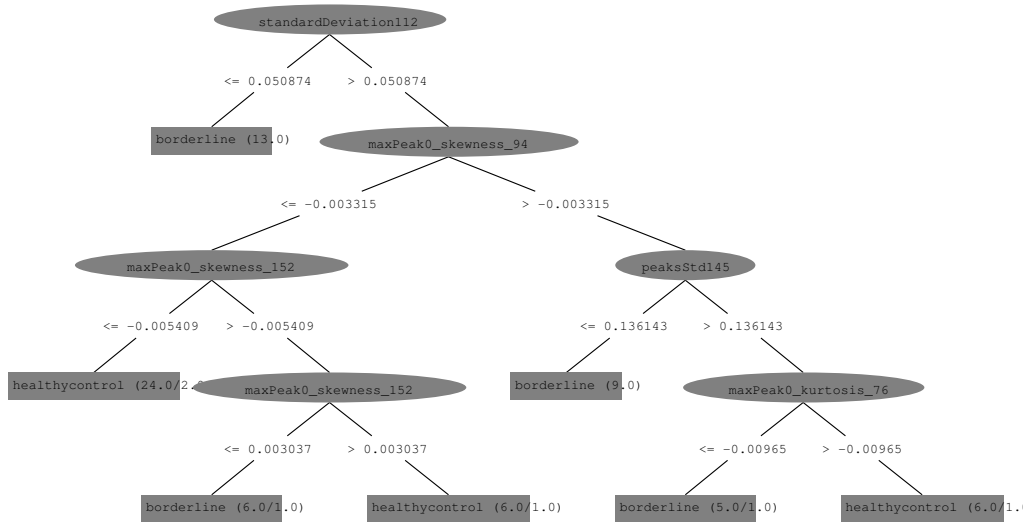 standardDeviation112
<= 0.050874 > 0.050874
borderline (13.0)
maxPeak0_skewness_94
<= -0.003315 > -0.003315
maxPeak0_skewness_152
peaksStd145
<= -0.005409 > -0.005409 <= 0.136143 > 0.136143
healthycontrol (24.0/2.
maxPeak0_skewness_152
borderline (9.0)
maxPeak0_kurtosis_76
<= 0.003037 > 0.003037 <= -0.00965 > -0.00965
borderline (6.0/1.0)
healthycontrol (6.0/1.0)
borderline (5.0/1.0)
healthycontrol (6.0/1.